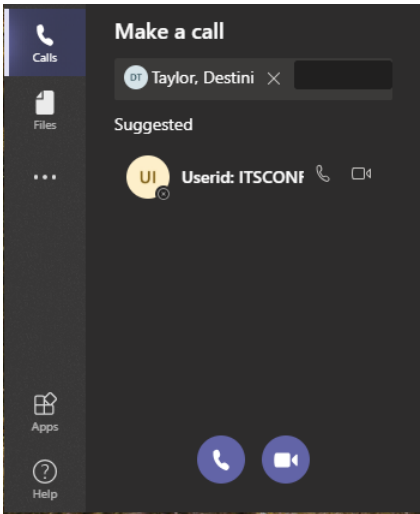 Calls
Files
Apps
Help
Make a call
DT Taylor, Destini
Suggested
UI Userid: ITSCONF